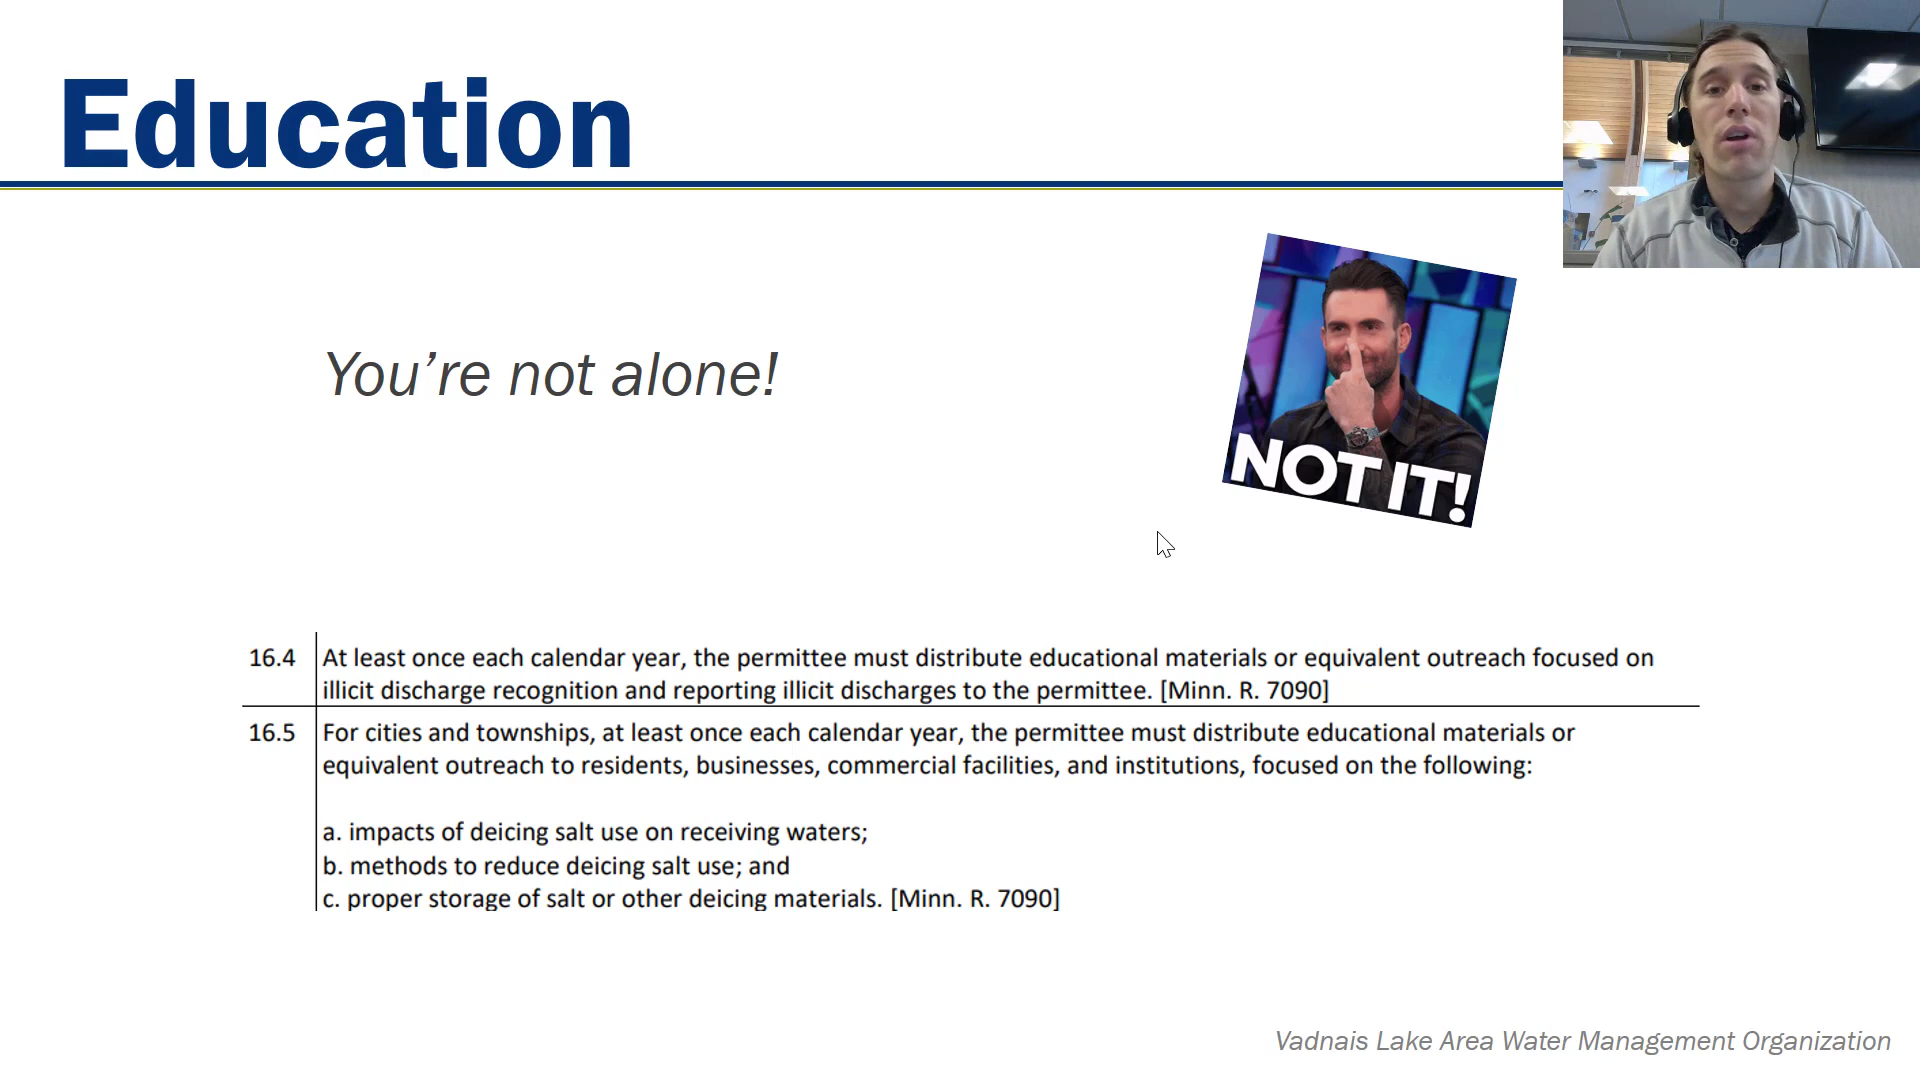 Education
You’re not alone!
NOT IT!
16.4 At least once each calendar year, the permittee must distribute educational materials or equivalent outreach focused on
illicit discharge recognition and reporting illicit discharges to the permittee. [Minn. R. 7090]
16.5 For cities and townships, at least once each calendar year, the permittee must distribute educational materials or
equivalent outreach to residents, businesses, commercial facilities, and institutions, focused on the following:
a. impacts of deicing salt use on receiving waters;
b. methods to reduce deicing salt use; and
c. proper storage of salt or other deicing materials. [Minn. R. 7090]
Vadnais Lake Area Water Management Organization